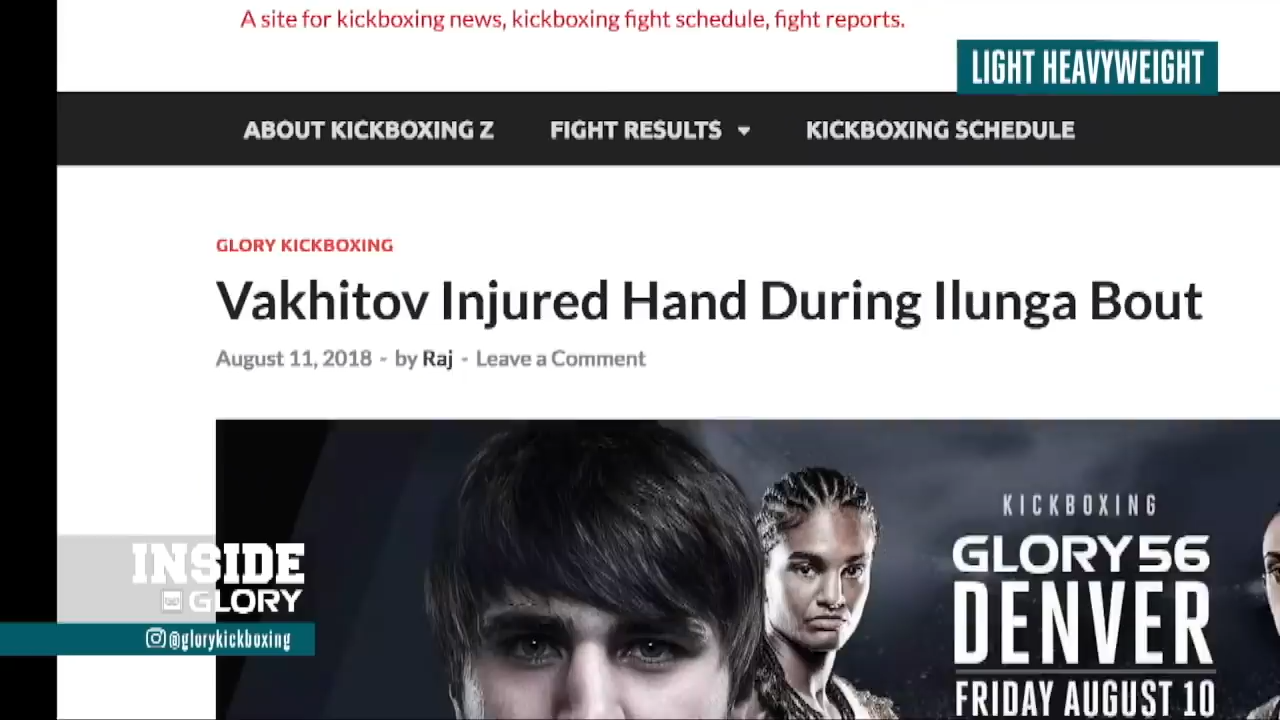 A site for kickboxing news, kickboxing fight schedule, fight reports.
LIGHT HEAVYWEIGHT
ABOUT KICKBOXING Z FIGHT RESULTS KICKBOXING SCHEDULE
GLORY KICKBOXING
Vakhitov Injured Hand During Ilunga Bout
August 11, 2018 - by Raj - Leave a Comment
KICKBOXING
GLORY 56
DENVER
FRIDAY AUGUST 10
INSIDE
GLORY
@glorykickboxing